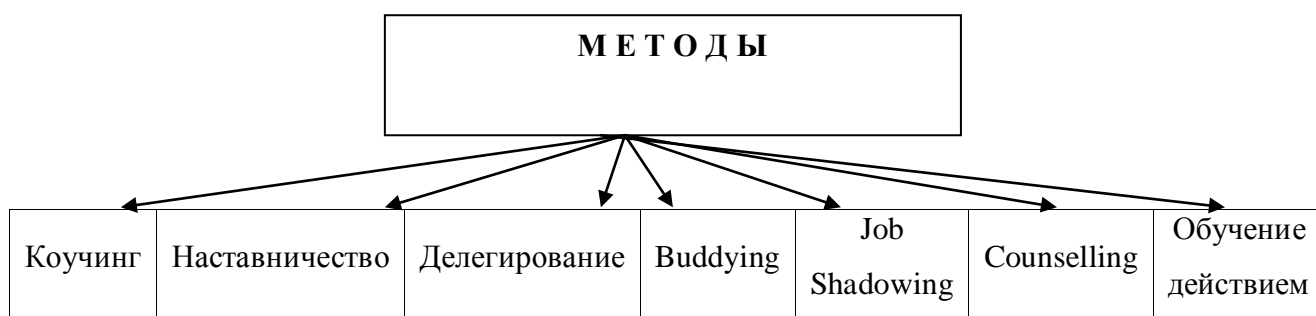 М Е Т О Д Ы
Коучинг
Наставничество
Делегирование
Buddying
Job
Shadowing
Counselling
Обучение
действием